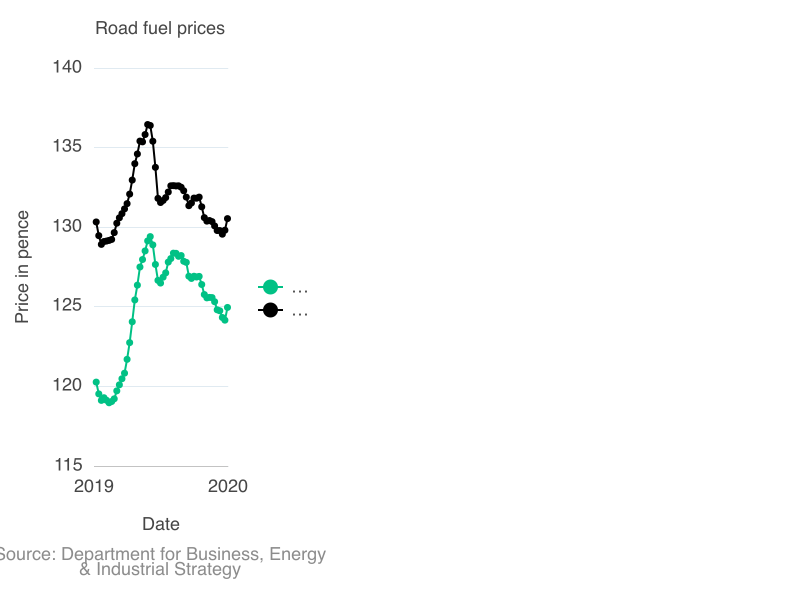 Road fuel prices
140
135
130
125
120
115
Price in pence
2019
2020
Date
...
...
Source: Department for Business, Energy
& Industrial Strategy